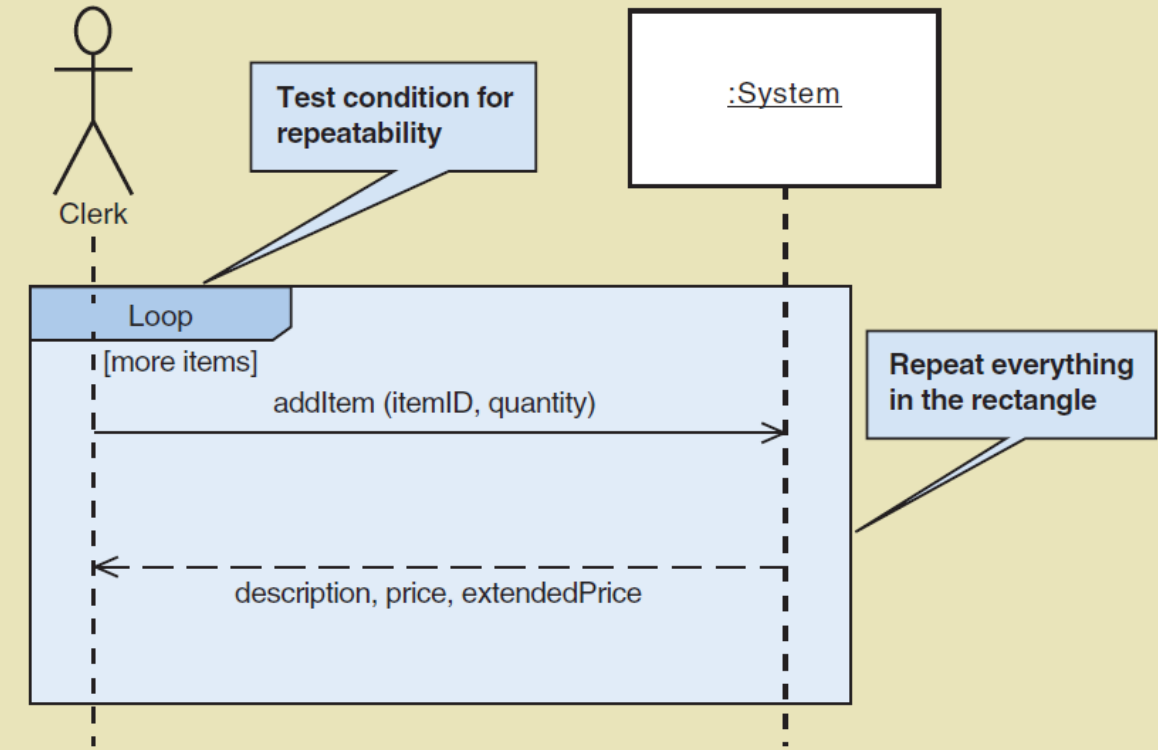 Test condition for
repeatability
:System
Clerk
Loop
[more items]
addItem (itemID, quantity)
Repeat everything
in the rectangle
description, price, extendedPrice